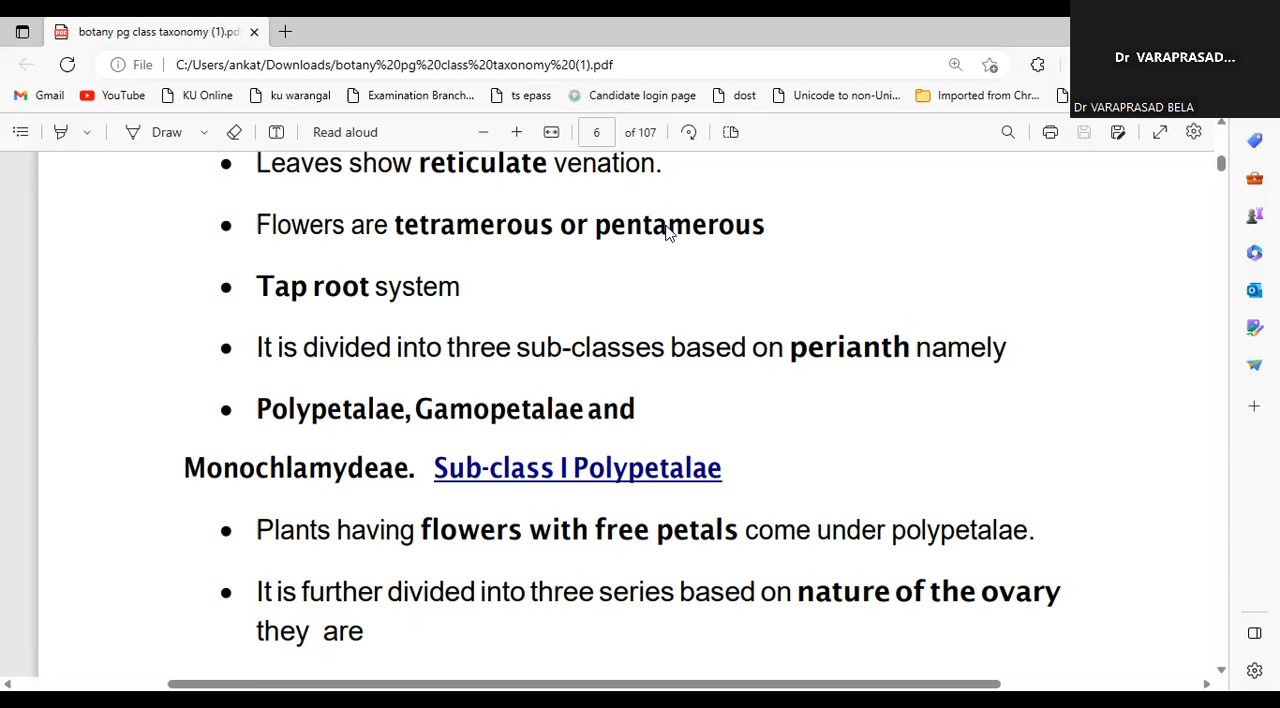 botany pg class taxonomy (1).pdf
Dr VARAPRASAD...
File C:/Users/ankat/Downloads/botany%20pg%20class%20taxonomy%20(1).pdf
Gmail YouTube KU Online ku warangal Examination Branch... ts epass Candidate login page dost Unicode to non-Uni... Imported from Chr...
Dr VARAPRASAD BELA
Draw Read aloud 6 of 107
• Leaves show reticulate venation.
• Flowers are tetramerous or pentamerous
• Tap root system
• It is divided into three sub-classes based on perianth namely
• Polypetalae, Gamopetalae and
Monochlamydeae. Sub-class I Polypetalae
• Plants having flowers with free petals come under polypetalae.
• It is further divided into three series based on nature of the ovary
they are